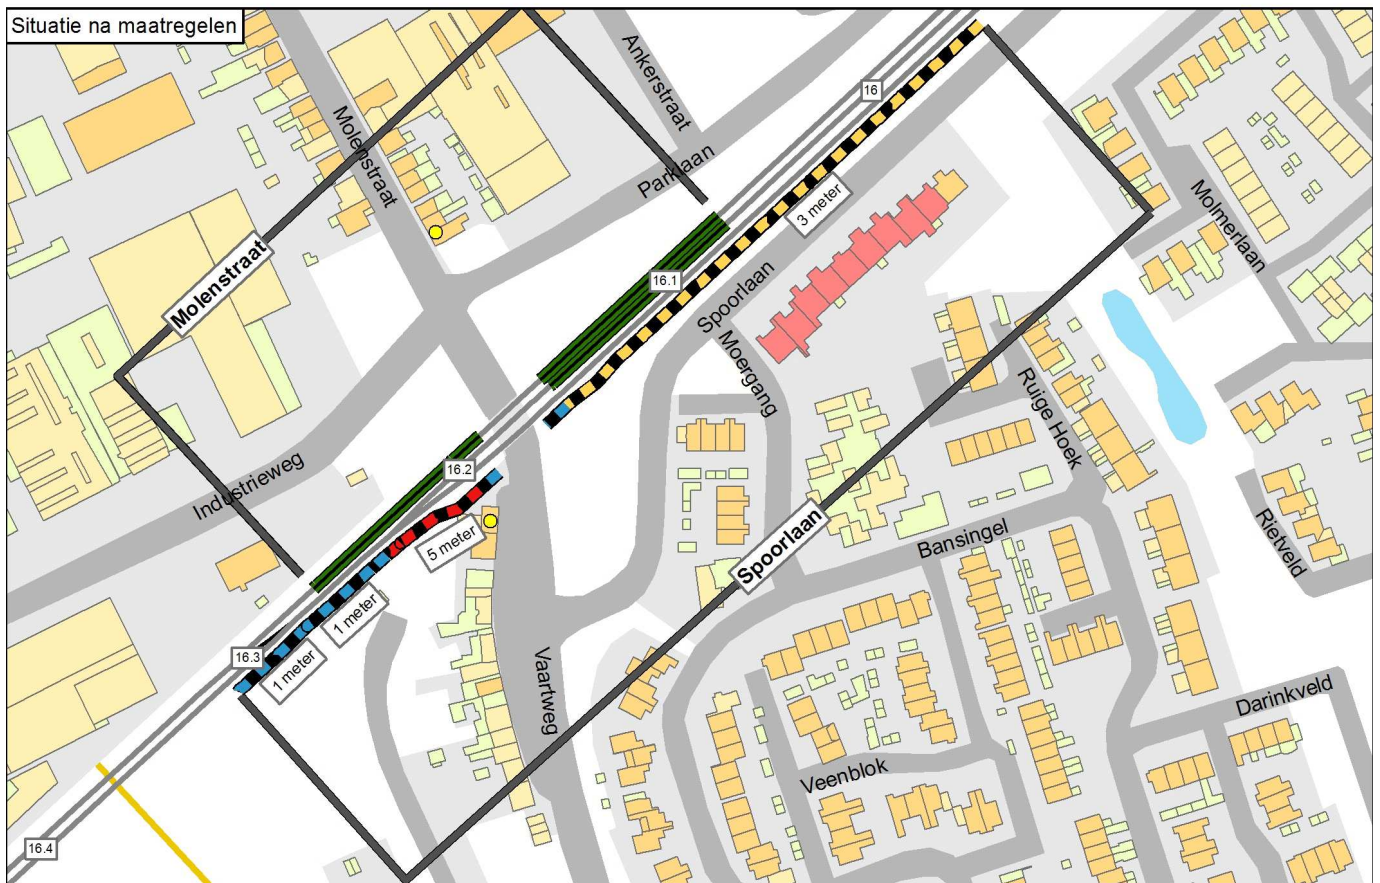 Situatie na maatregelen
Ankerstraat
16
Molenstraat
Parklaan
3 meter
Molmerlaan
Molenstraat
16.1
Spoorlaan
Moergang
Ruige Hoek
Industrieweg
16.2
5 meter
Spoorlaan
Bansingel
Rietveld
1 meter
16.3
1 meter
Vaartweg
Darinkveld
Veenblok
16.4